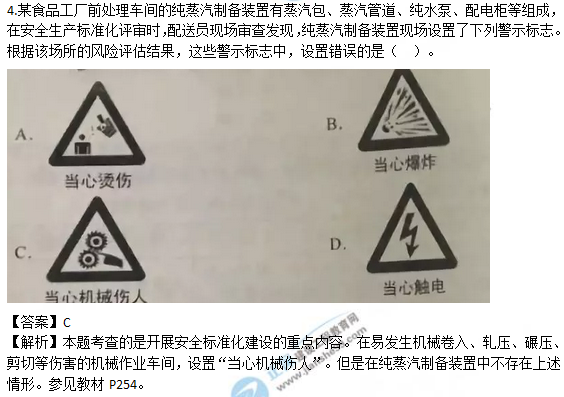 4.某食品工厂前处理车间的纯蒸汽制备装置有蒸汽包、蒸汽管道、纯水泵、配电柜等组成，
在安全生产标准化评审时，配送员现场审查发现，纯蒸汽制备装置现场设置了下列警示标志。
根据该场所的风险评估结果，这些警示标志中，设置错误的是（ ）。
A.
当心烫伤
B.
当心爆炸
C.
当心机械伤人
D.
当心触电
【答案】C
【解析】本题考查的是开展安全标准化建设的重点内容。在易发生机械卷入、轧压、碾压、
剪切等伤害的机械作业车间，设置“当心机械伤人”。但是在纯蒸汽制备装置中不存在上述
情形。参见教材 P254。